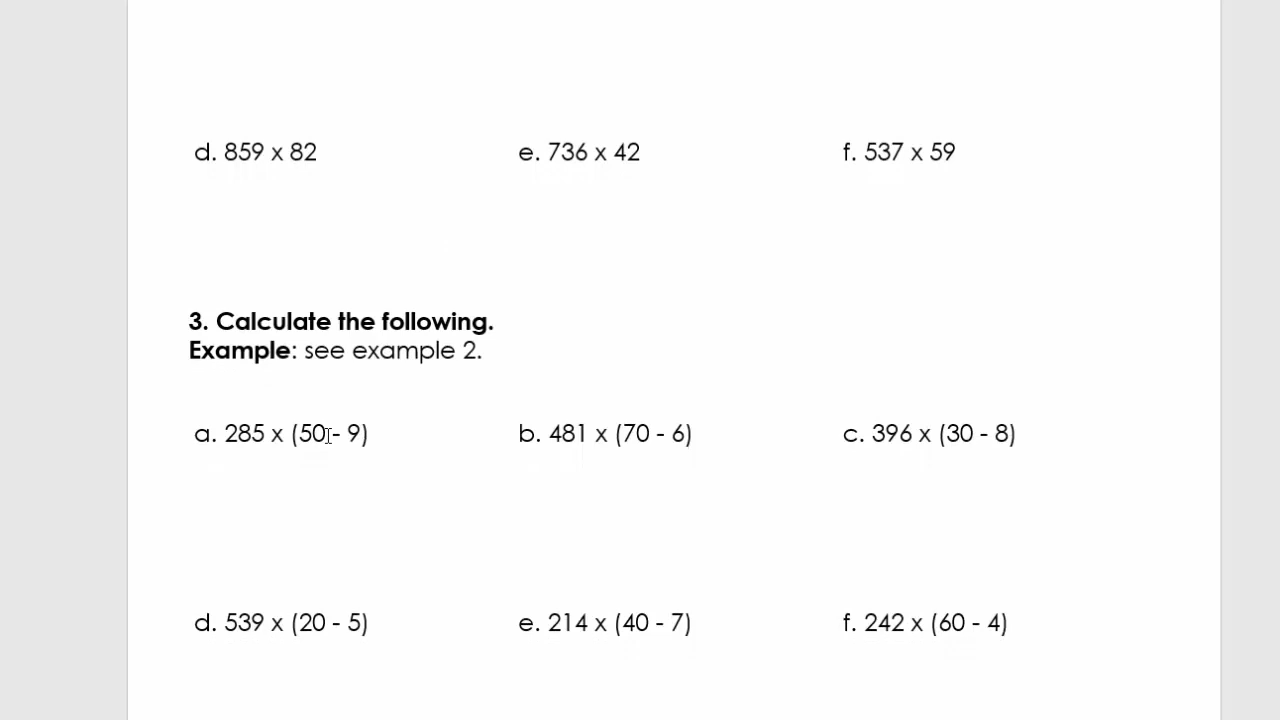 d. 859 x 82 e. 736 x 42 f. 537 x 59
3. Calculate the following.
Example: see example 2.
a. 285 x (50 - 9) b. 481 x (70 - 6) c. 396 x (30 - 8)
d. 539 x (20 - 5) e. 214 x (40 - 7) f. 242 x (60 - 4)